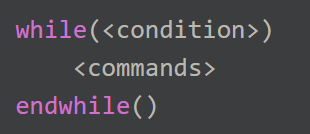 while(<condition>)
    <commands>
endwhile()